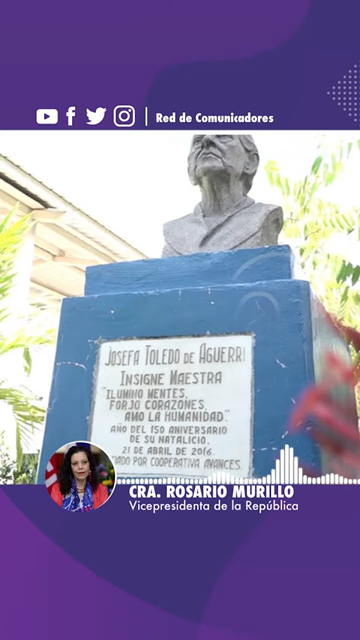 Red de Comunicadores
JOSEFA TOLEDO DE AGUERRI
INSIGNE MAESTRA
"ILUMINO MENTES,
FORJO CORAZONES,
AMO LA HUMANIDAD."
AÑO DEL 150 ANIVERSARIO
DE SU NATALICIO.
21 DE ABRIL DE 2016.
POR COOPERATIVA AVANCES.
CRA. ROSARIO MURILLO
Vicepresidenta de la República